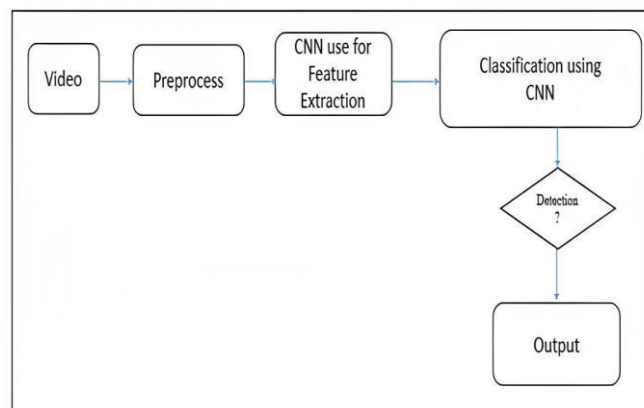 Video
Preprocess
CNN use for
Feature
Extraction
Classification using
CNN
Detection
?
Output